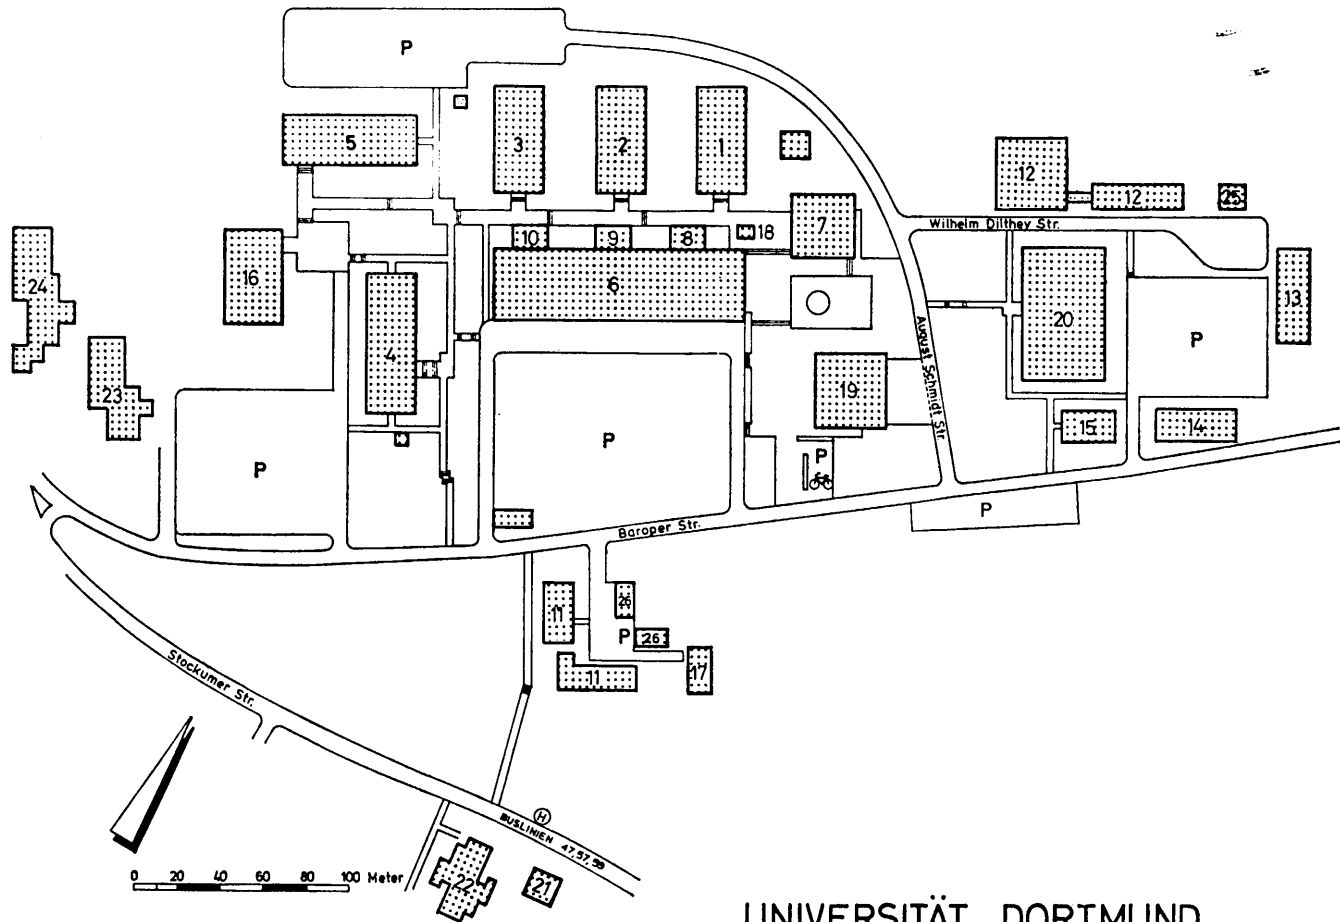 P
5
3
2
1
12
12
25
Wilhelm Dilthey Str.
10
9
8
18
7
24
16
6
13
4
20
P
23
19
August Schmidt Str.
P
P
P
15
14
P
Baroper Str.
11
26
P
26
11
17
Stockumer Str.
H
BUSLINIEN 47,57,59
0 20 40 60 80 100 Meter
22
21
UNIVERSITÄT DORTMUND